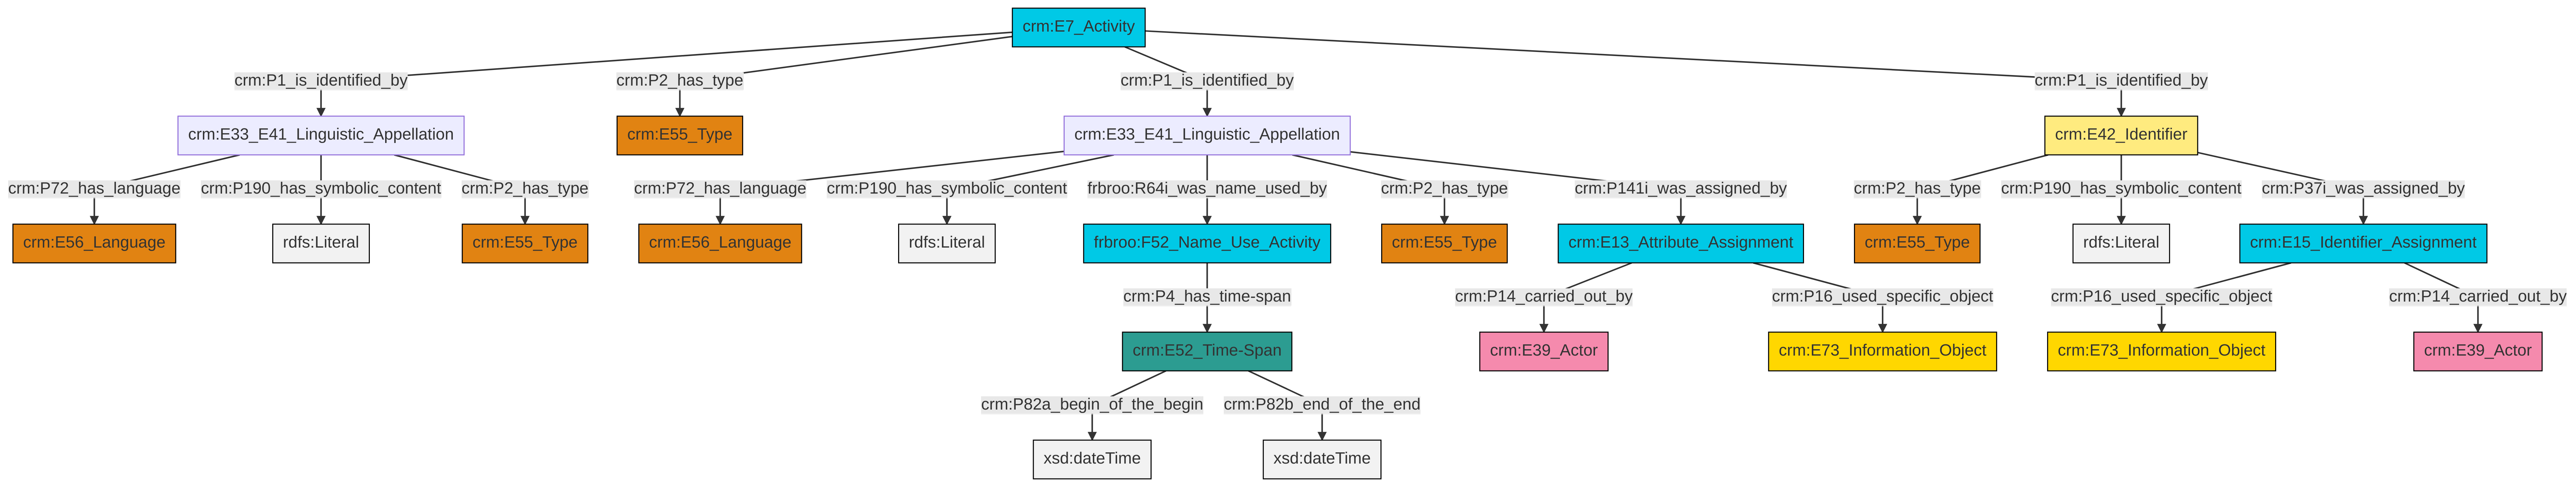 crm:E7_Activity
crm:P1_is_identified_by
crm:P2_has_type
crm:P1_is_identified_by
crm:P1_is_identified_by
crm:E33_E41_Linguistic_Appellation
crm:E55_Type
crm:E33_E41_Linguistic_Appellation
crm:E42_Identifier
crm:P72_has_language
crm:P190_has_symbolic_content
crm:P2_has_type
crm:P72_has_language
crm:P190_has_symbolic_content
frbroo:R64i_was_name_used_by
crm:P2_has_type
crm:P141i_was_assigned_by
crm:P2_has_type
crm:P190_has_symbolic_content
crm:P37i_was_assigned_by
crm:E56_Language
rdfs:Literal
crm:E55_Type
crm:E56_Language
rdfs:Literal
frbroo:F52_Name_Use_Activity
crm:E55_Type
crm:E13_Attribute_Assignment
crm:E55_Type
rdfs:Literal
crm:E15_Identifier_Assignment
crm:P4_has_time-span
crm:P14_carried_out_by
crm:P16_used_specific_object
crm:P16_used_specific_object
crm:P14_carried_out_by
crm:E52_Time-Span
crm:E39_Actor
crm:E73_Information_Object
crm:E73_Information_Object
crm:E39_Actor
crm:P82a_begin_of_the_begin
crm:P82b_end_of_the_end
xsd:dateTime
xsd:dateTime